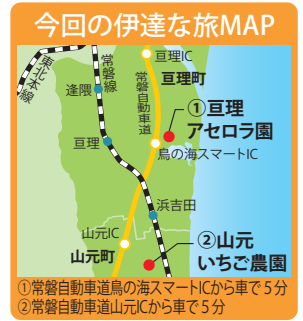 今回の伊達な旅MAP
東北本線
常磐線
亘理IC
亘理町
逢隈
常磐自動車道
①亘理
アセロラ園
亘理
鳥の海スマートIC
浜吉田
山元IC
山元町
②山元
いちご農園
①常磐自動車道鳥の海スマートICから車で5分
②常磐自動車道山元ICから車で5分